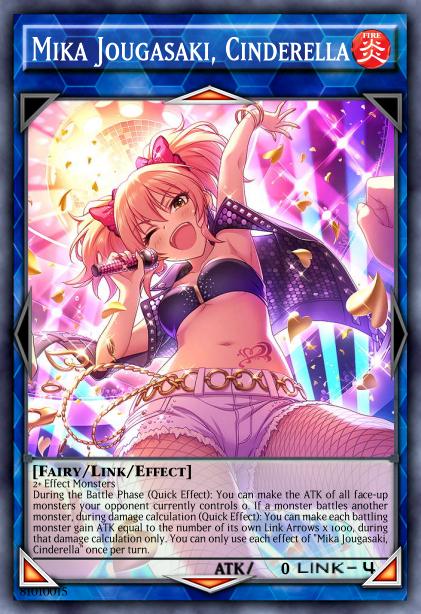 Mika Jougasaki, Cinderella
FIRE
炎
[Fairy/Link/Effect]
2+ Effect Monsters
During the Battle Phase (Quick Effect): You can make the ATK of all face-up
monsters your opponent currently controls 0. If a monster battles another
monster, during damage calculation (Quick Effect): You can make each battling
monster gain ATK equal to the number of its own Link Arrows x 1000, during
that damage calculation only. You can only use each effect of "Mika Jougasaki,
Cinderella" once per turn.
ATK/ 0 LINK-4
81010015